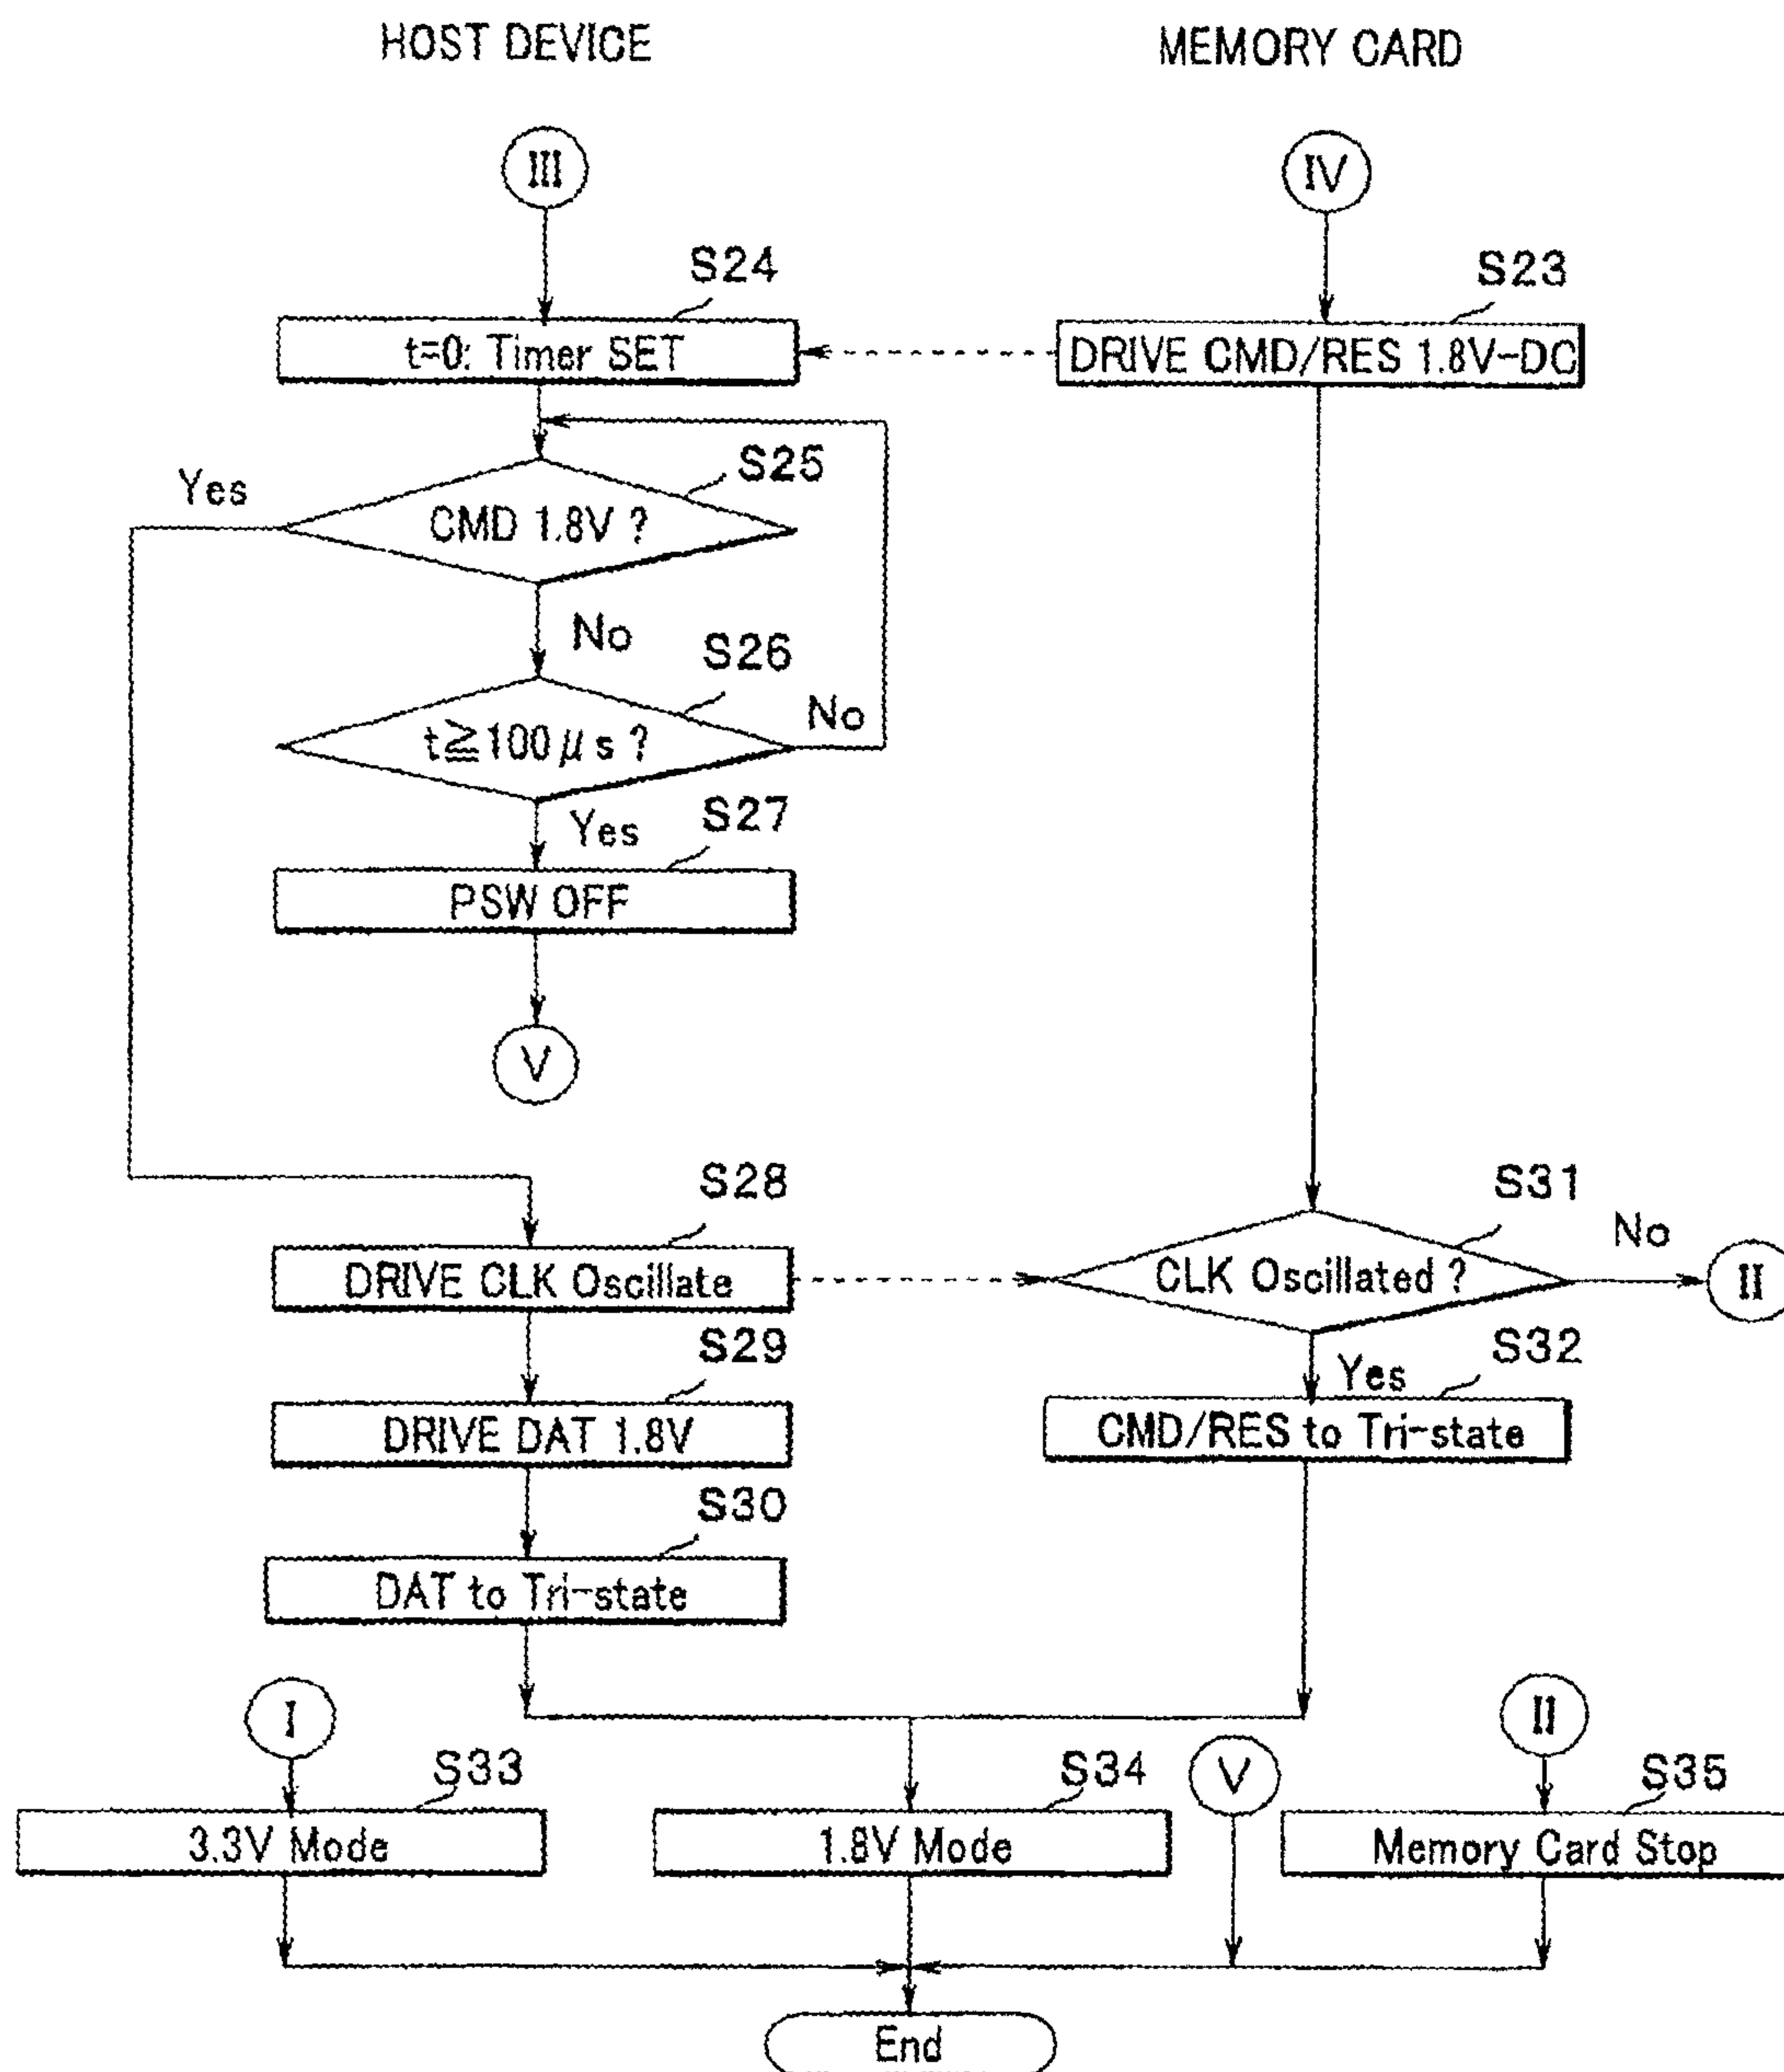 HOST DEVICE MEMORY CARD
III IV
S24 S23
t=0: Timer SET DRIVE CMD/RES 1.8V-DC
S25
Yes
CMD 1.8V ?
No
S26
t≧100μs ?
No
Yes
S27
PSW OFF
V
S28 S31
No
DRIVE CLK Oscillate CLK Oscillated ? II
S29 S32
Yes
DRIVE DAT 1.8V CMD/RES to Tri-state
S30
DAT to Tri-state
I II
S33 S34 V S35
3.3V Mode 1.8V Mode Memory Card Stop
End